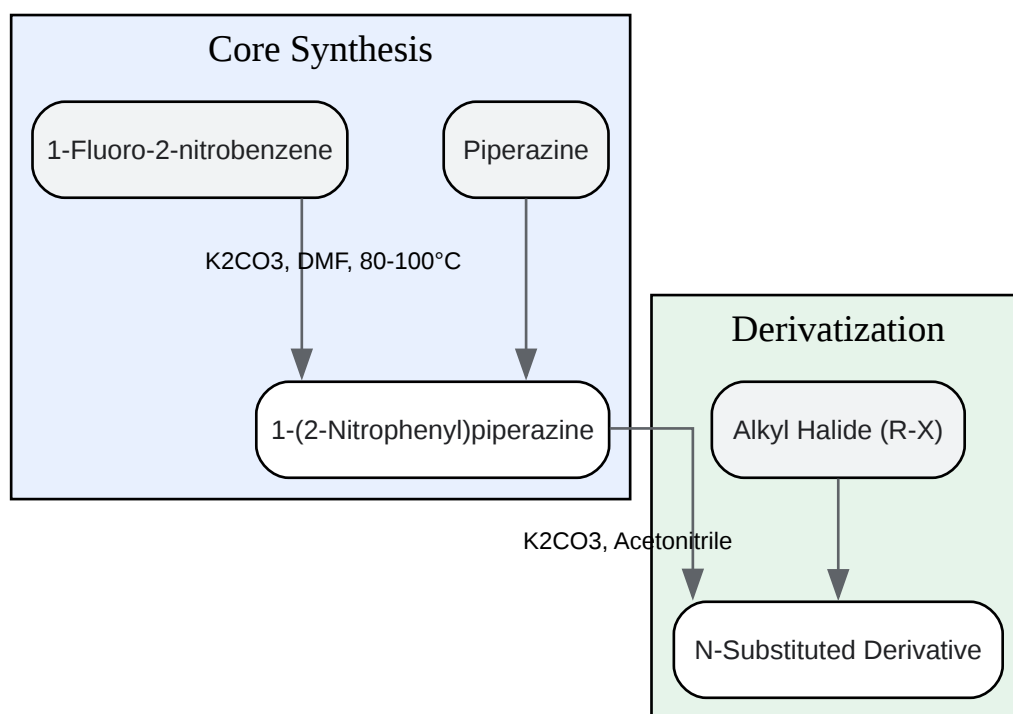 Core Synthesis
1-Fluoro-2-nitrobenzene
Piperazine
K2CO3, DMF, 80-100°C
1-(2-Nitrophenyl)piperazine
Derivatization
Alkyl Halide (R-X)
K2CO3, Acetonitrile
N-Substituted Derivative